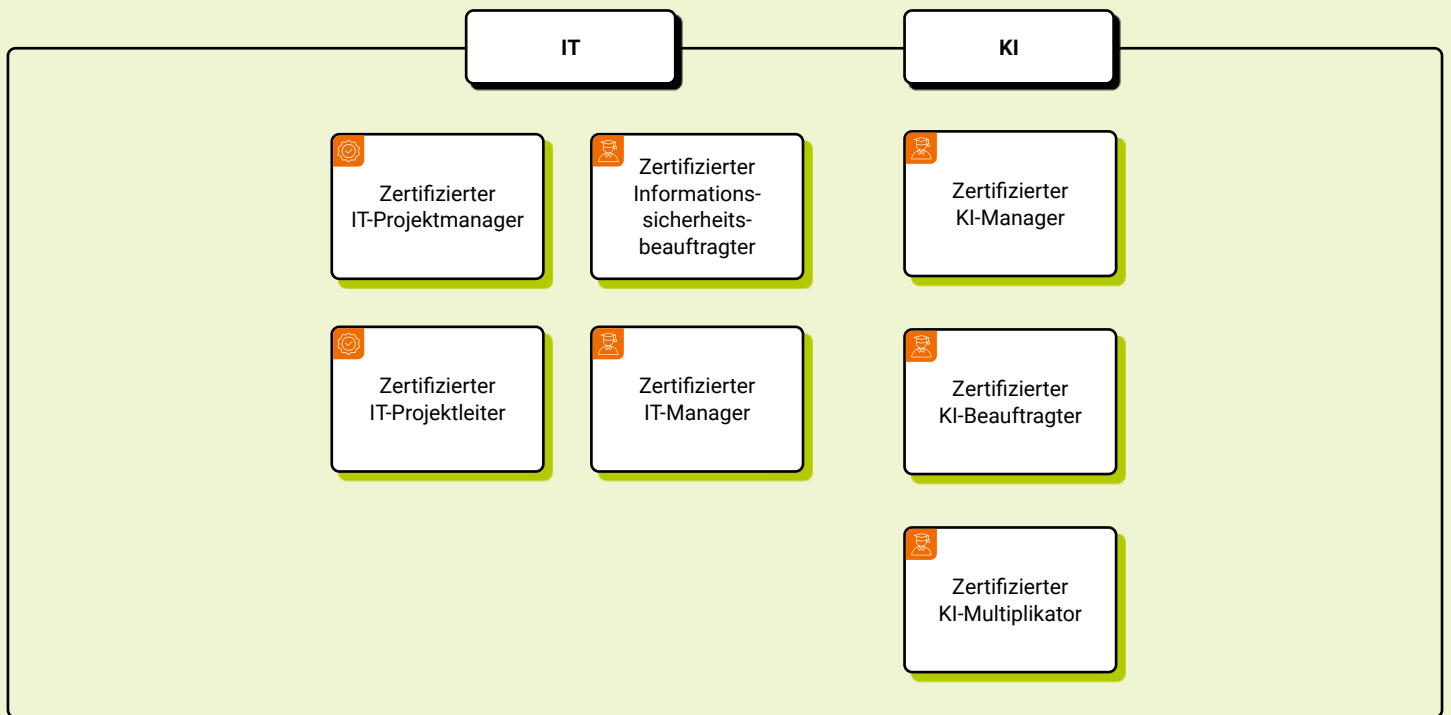 IT
KI
Zertifizierter
IT-Projektmanager
Zertifizierter
Informations-
sicherheits-
beauftragter
Zertifizierter
KI-Manager
Zertifizierter
IT-Projektleiter
Zertifizierter
IT-Manager
Zertifizierter
KI-Beauftragter
Zertifizierter
KI-Multiplikator